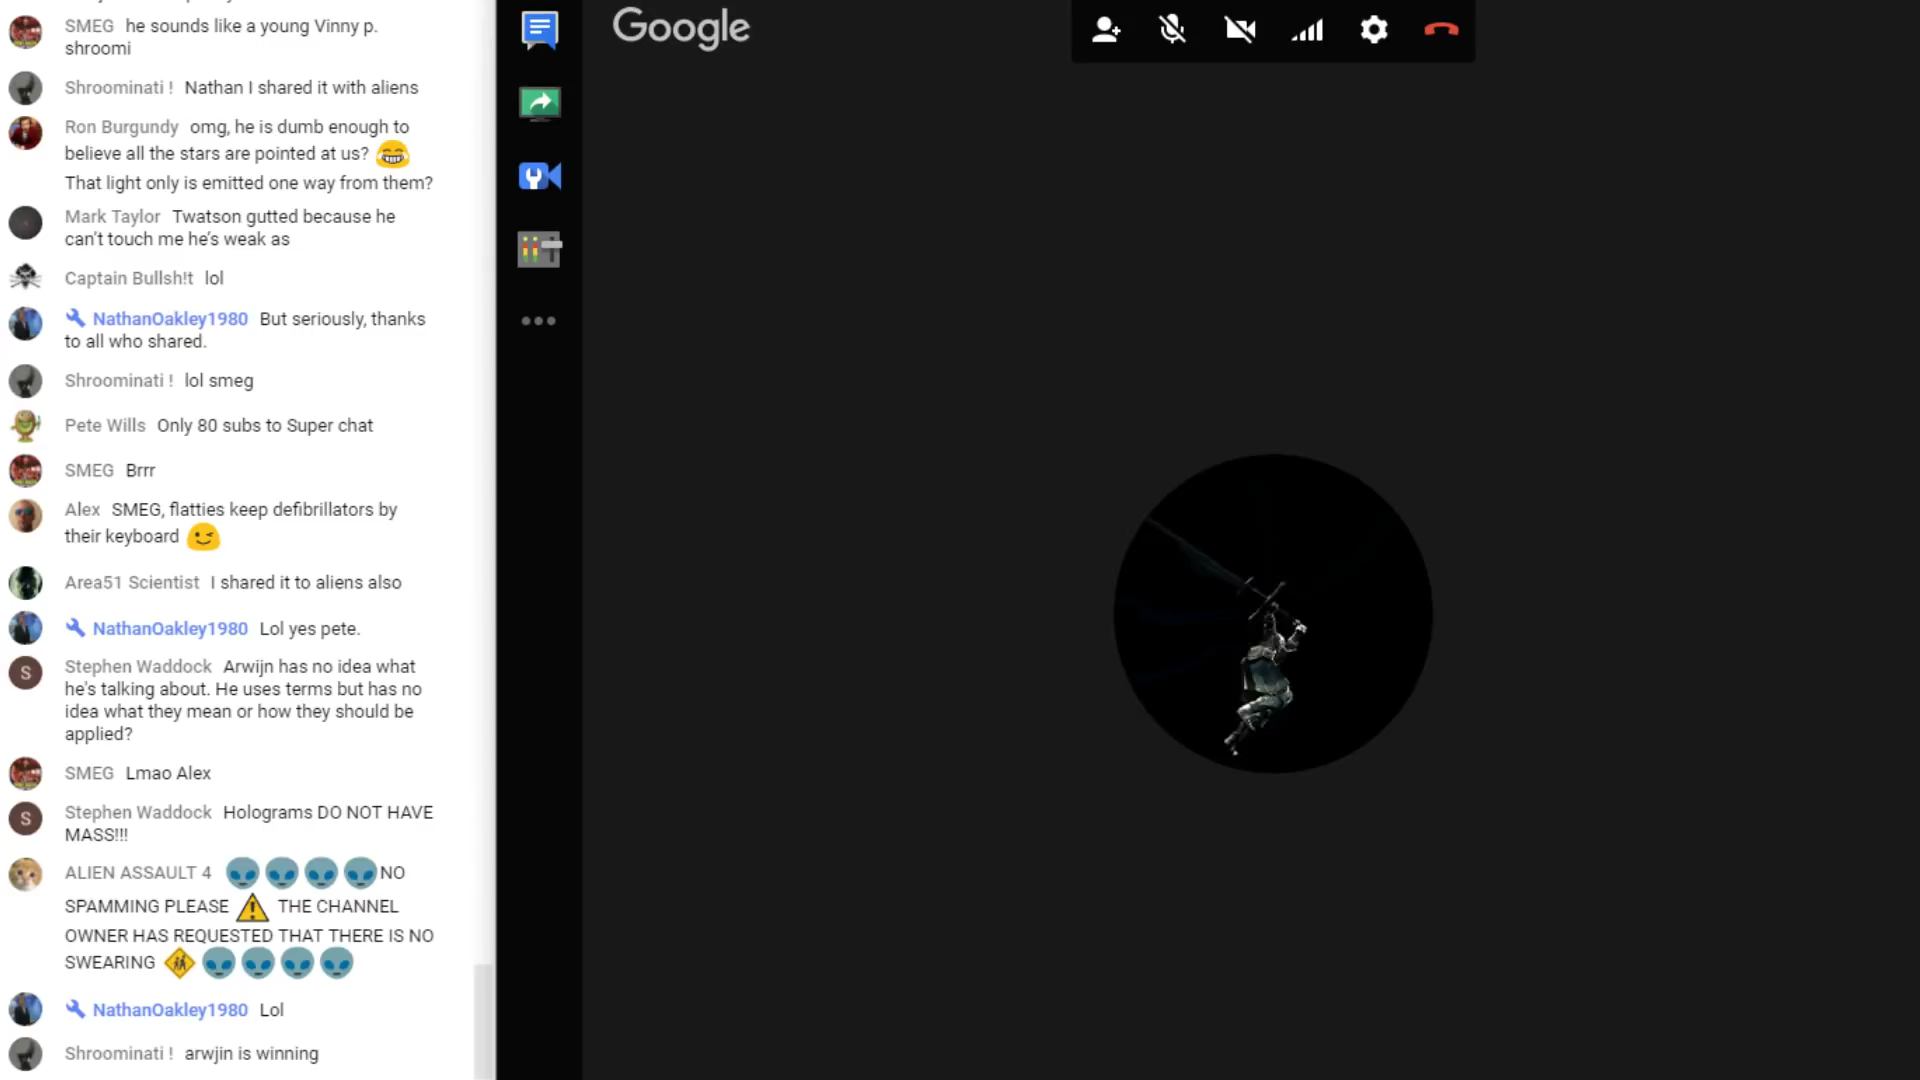 SMEG he sounds like a young Vinny p.
shroomi
Shroominati ! Nathan I shared it with aliens
Ron Burgundy omg, he is dumb enough to
believe all the stars are pointed at us? 😂
That light only is emitted one way from them?
Mark Taylor Twatson gutted because he
can't touch me he's weak as
Captain Bullsh!t lol
NathanOakley1980 But seriously, thanks
to all who shared.
Shroominati ! lol smeg
Pete Wills Only 80 subs to Super chat
SMEG Brrr
Alex SMEG, flatties keep defibrillators by
their keyboard 😉
Area51 Scientist I shared it to aliens also
NathanOakley1980 Lol yes pete.
S Stephen Waddock Arwijn has no idea what
he's talking about. He uses terms but has no
idea what they mean or how they should be
applied?
SMEG Lmao Alex
S Stephen Waddock Holograms DO NOT HAVE
MASS!!!
ALIEN ASSAULT 4 👽👽👽👽NO
SPAMMING PLEASE ⚠ THE CHANNEL
OWNER HAS REQUESTED THAT THERE IS NO
SWEARING 🚸👽👽👽👽
NathanOakley1980 Lol
Shroominati ! arwjin is winning
Google